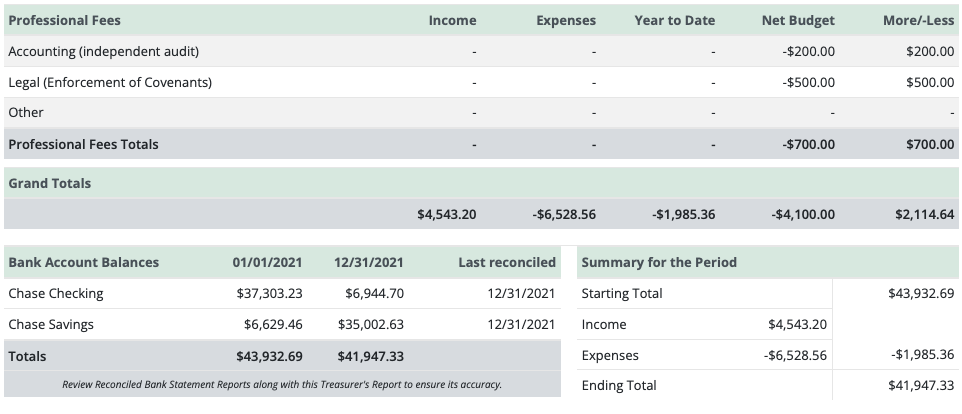 Professional Fees Income Expenses Year to Date Net Budget More/-Less
Accounting (independent audit) - - - -$200.00 $200.00
Legal (Enforcement of Covenants) - - - -$500.00 $500.00
Other - - - - -
Professional Fees Totals - - - -$700.00 $700.00
Grand Totals
$4,543.20 -$6,528.56 -$1,985.36 -$4,100.00 $2,114.64
Bank Account Balances 01/01/2021 12/31/2021 Last reconciled
Chase Checking $37,303.23 $6,944.70 12/31/2021
Chase Savings $6,629.46 $35,002.63 12/31/2021
Totals $43,932.69 $41,947.33
Review Reconciled Bank Statement Reports along with this Treasurer's Report to ensure its accuracy.
Summary for the Period
Starting Total $43,932.69
Income $4,543.20
Expenses -$6,528.56 -$1,985.36
Ending Total $41,947.33